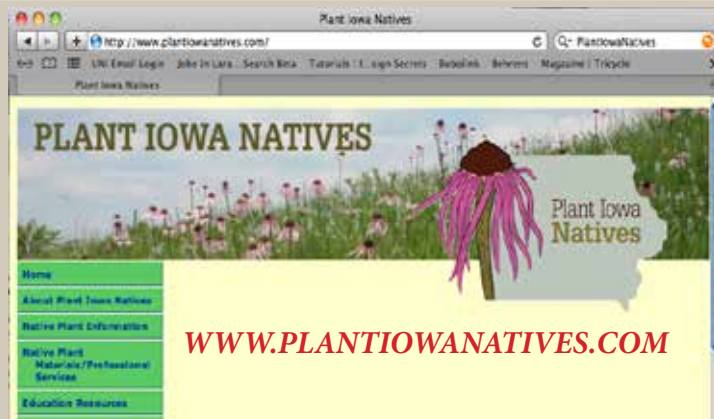 Plant Iowa Natives
http://www.plantiowanatives.com/
Q- PlantIowaNatives
UNI Email Login Jobs in Lara Search Beta Tutorials sign Secrets Bobolink Behrens Magazine | Tricycle
Plant Iowa Natives
PLANT IOWA NATIVES
Plant Iowa
Natives
Home
About Plant Iowa Natives
Native Plant Information
WWW.PLANTIOWANATIVES.COM
Native Plant
Materials/Professional
Services
Education Resources